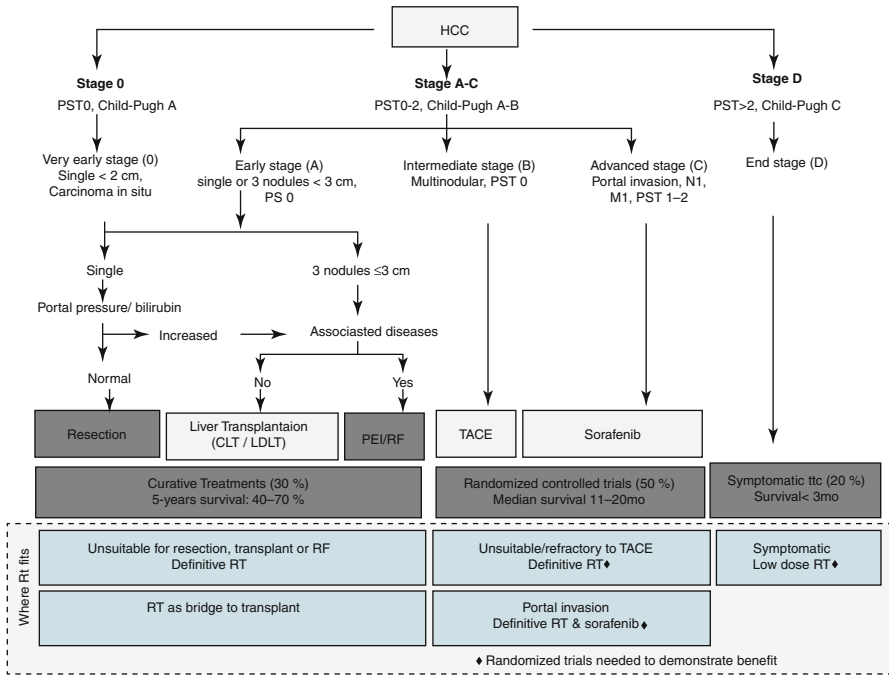 HCC
Stage 0
PST0, Child-Pugh A
Stage A-C
PST0-2, Child-Pugh A-B
Stage D
PST>2, Child-Pugh C
Very early stage (0)
Single < 2 cm,
Carcinoma in situ
Early stage (A)
single or 3 nodules < 3 cm,
PS 0
Intermediate stage (B)
Multinodular, PST 0
Advanced stage (C)
Portal invasion, N1,
M1, PST 1–2
End stage (D)
Single
3 nodules ≤3 cm
Portal pressure/ bilirubin
Increased
Associasted diseases
Normal
No
Yes
Resection
Liver Transplantaion
(CLT / LDLT)
PEI/RF
TACE
Sorafenib
Curative Treatments (30 %)
5-years survival: 40–70 %
Randomized controlled trials (50 %)
Median survival 11–20mo
Symptomatic ttc (20 %)
Survival< 3mo
Where Rt fits
Unsuitable for resection, transplant or RF
Definitive RT
Unsuitable/refractory to TACE
Definitive RT♦
Symptomatic
Low dose RT♦
RT as bridge to transplant
Portal invasion
Definitive RT & sorafenib♦
♦ Randomized trials needed to demonstrate benefit